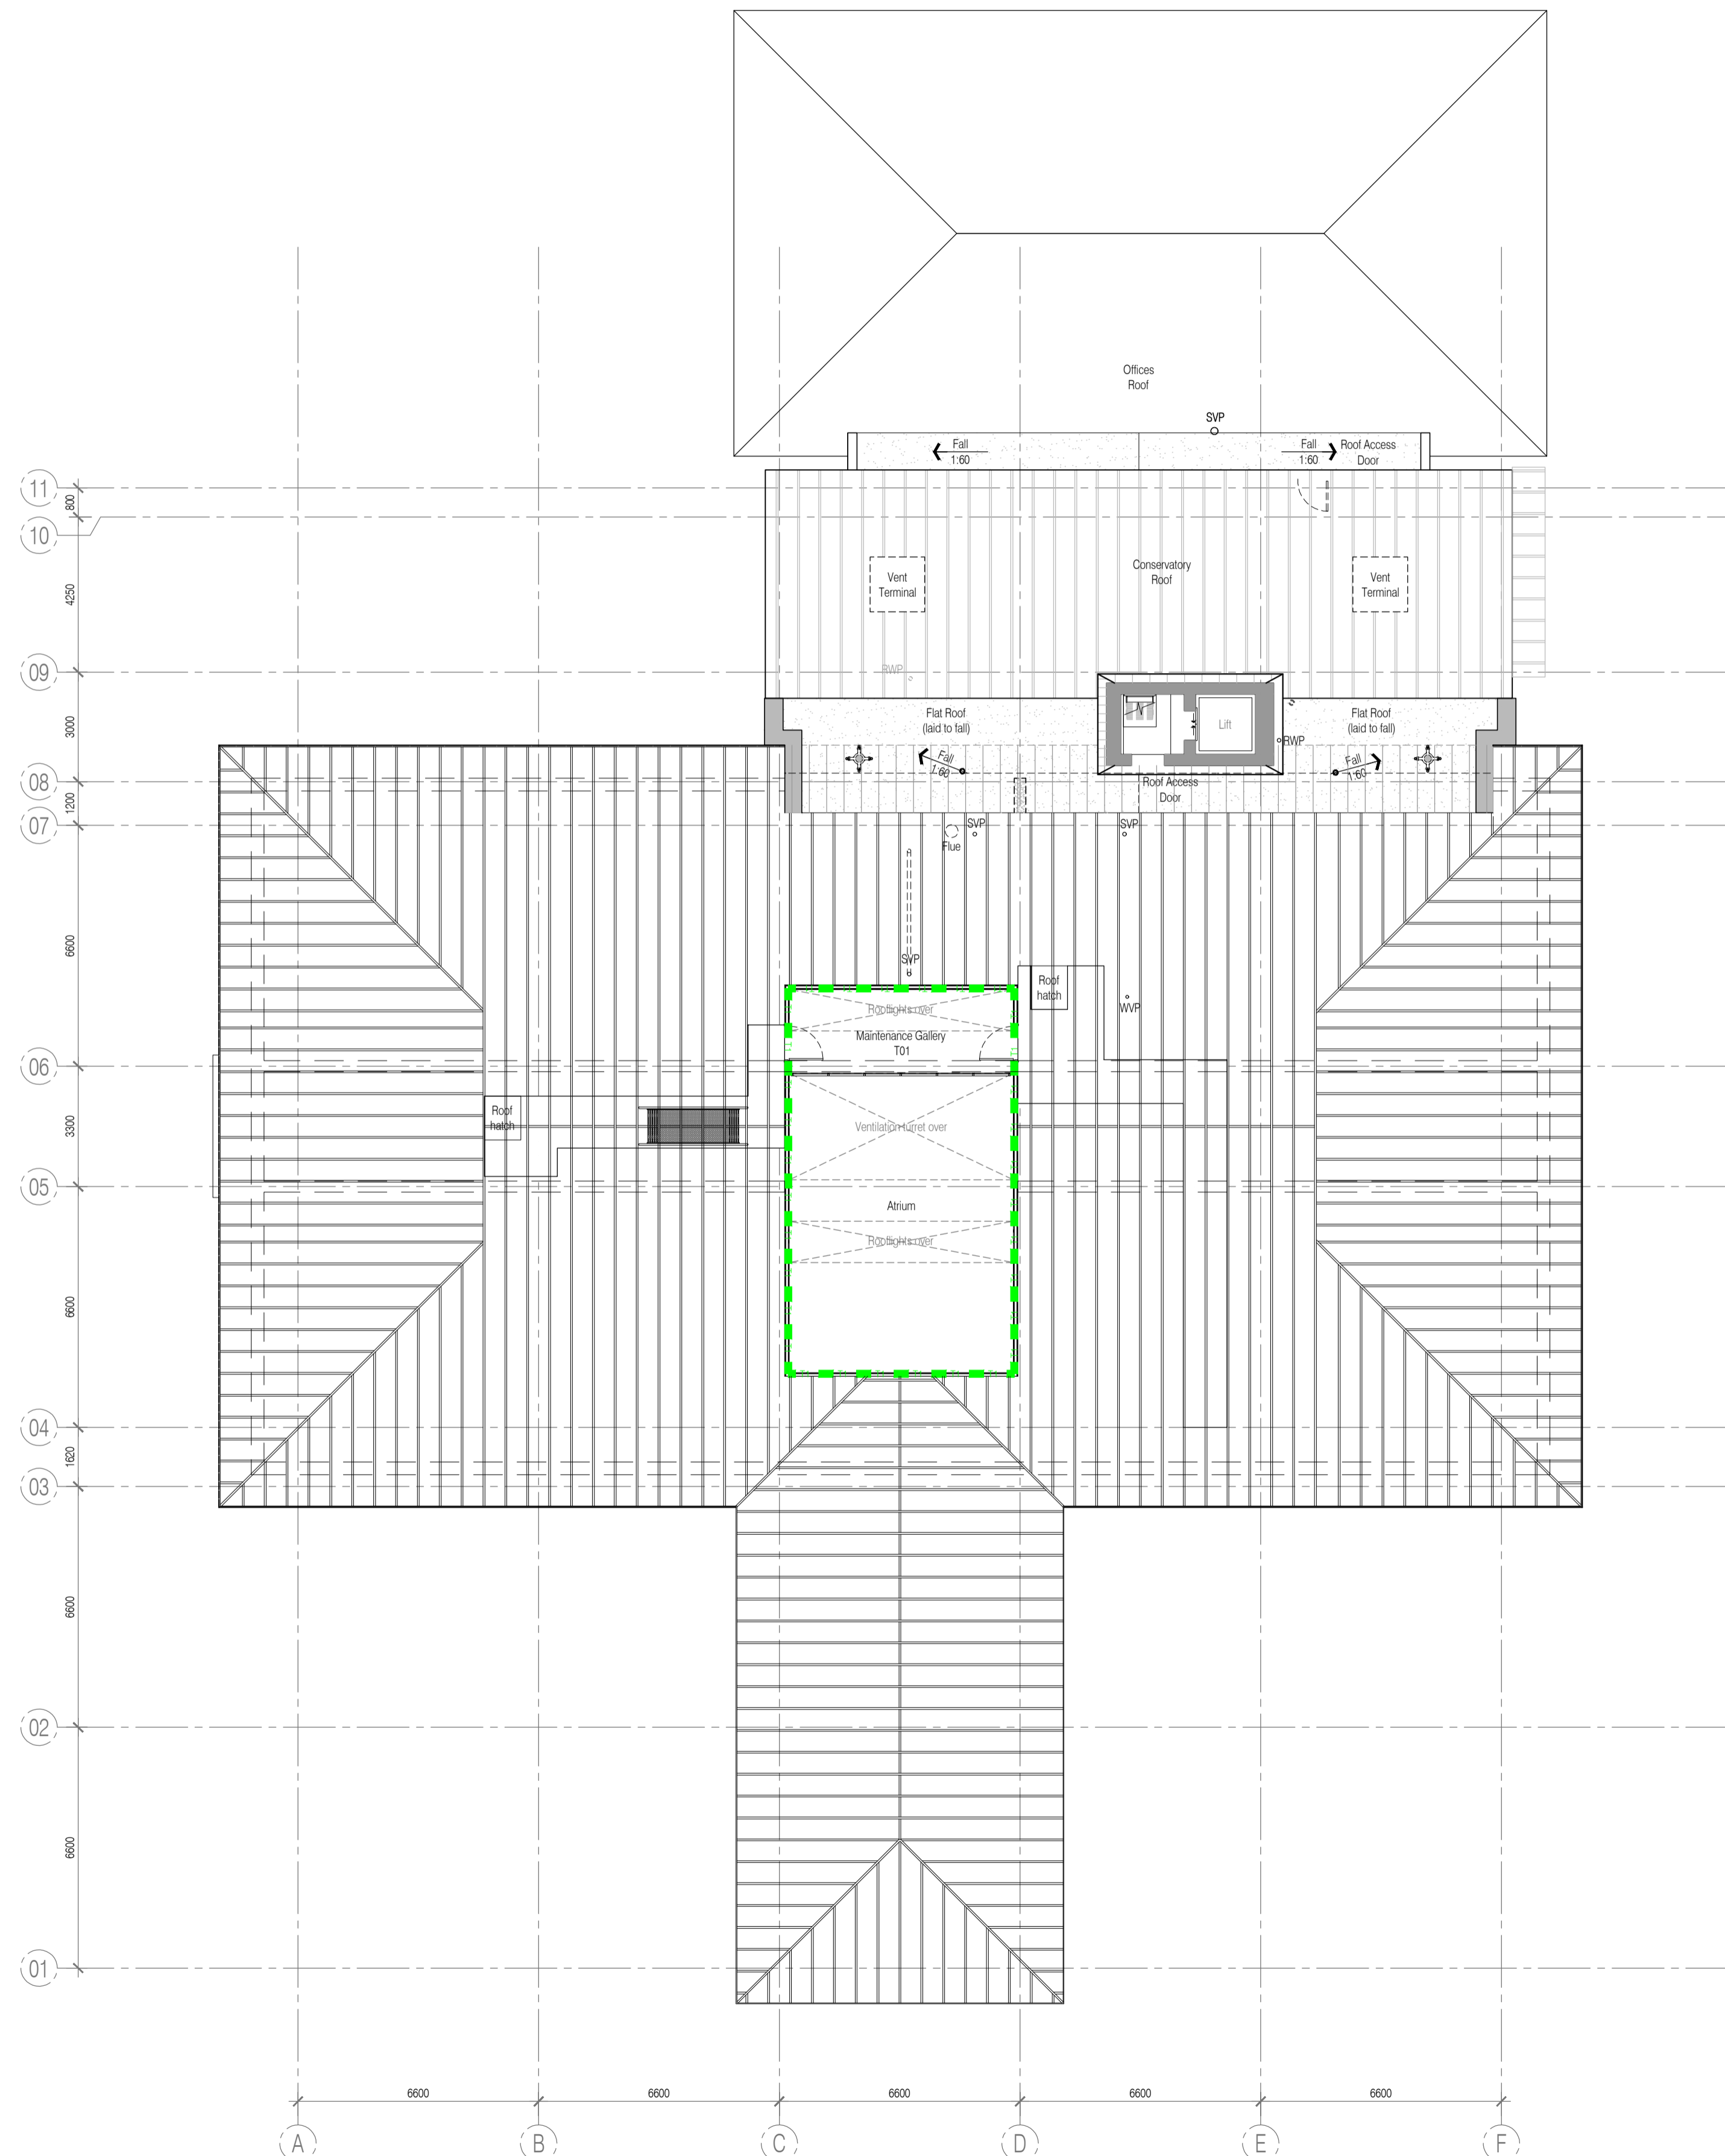 Offices
Roof
SVP
Fall
1:60
Fall
1:60
Roof Access
Door
11
800
10
Vent
Terminal
Conservatory
Roof
Vent
Terminal
4250
09
RWP
3000
Flat Roof
(laid to fall)
Lift
Flat Roof
(laid to fall)
RWP
Fall
1:60
Fall
1:60
08
Roof Access
Door
1200
07
SVP
Flue
SVP
6600
SVP
Roof
hatch
WVP
Rooflights over
Maintenance Gallery
T01
06
Roof
hatch
3300
Ventilation turret over
05
Atrium
Rooflights over
6600
04
1620
03
6600
02
6600
01
6600
6600
6600
6600
6600
A
B
C
D
E
F